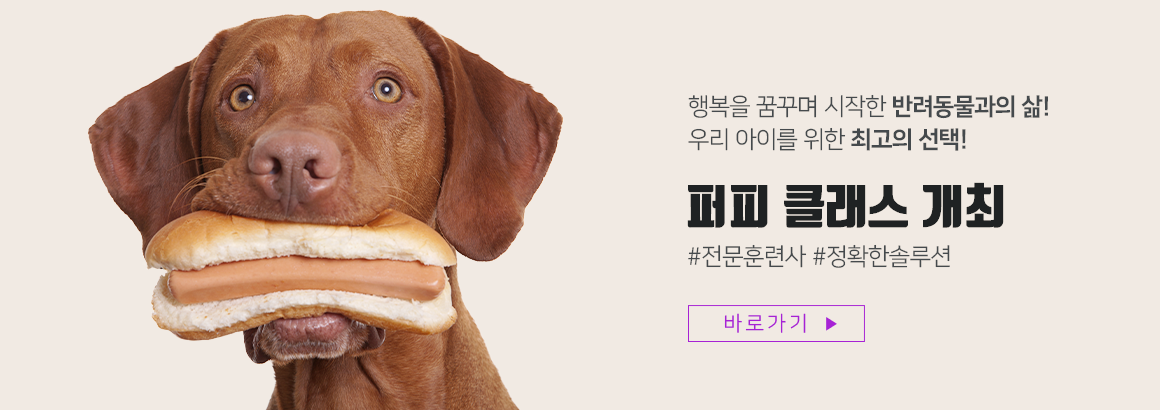 행복을 꿈꾸며 시작한 반려동물과의 삶!
우리 아이를 위한 최고의 선택!
퍼피 클래스 개최
#전문훈련사 #정확한솔루션
바로가기 ▶